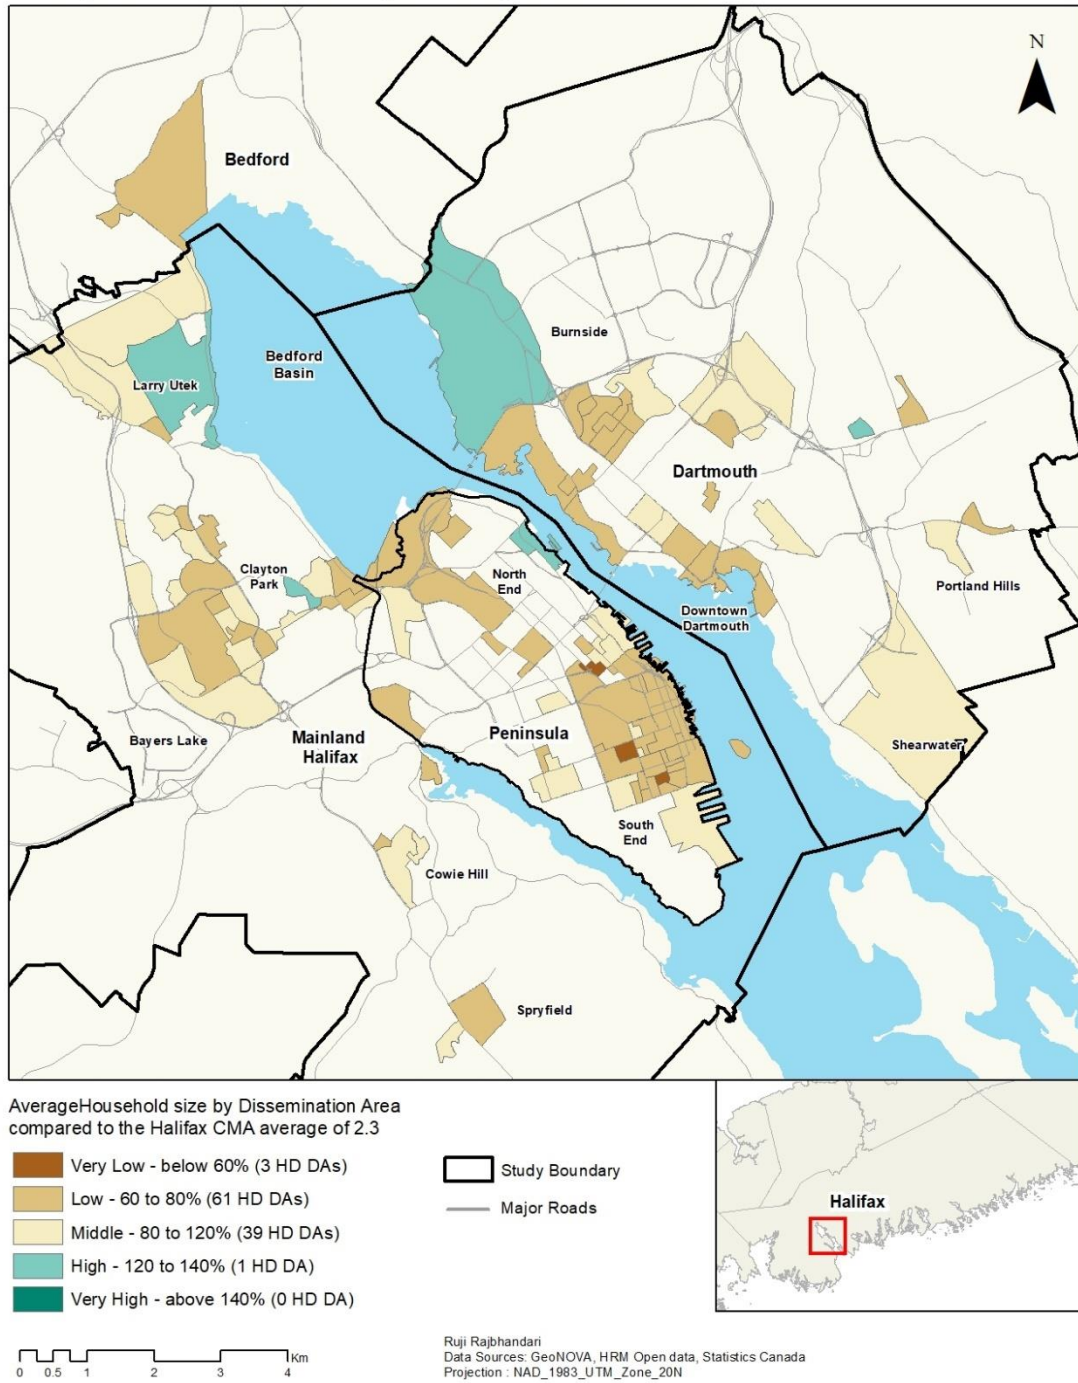 N
Bedford
Burnside
Bedford
Basin
Larry Utek
Dartmouth
Clayton
Park
North
End
Portland Hills
Downtown
Dartmouth
Bayers Lake
Mainland
Halifax
Peninsula
Shearwater
South
End
Cowie Hill
Spryfield
AverageHousehold size by Dissemination Area
compared to the Halifax CMA average of 2.3
Very Low - below 60% (3 HD DAs)
Low - 60 to 80% (61 HD DAs)
Middle - 80 to 120% (39 HD DAs)
High - 120 to 140% (1 HD DA)
Very High - above 140% (0 HD DA)
Study Boundary
Major Roads
Halifax
Km
0 0.5 1 2 3 4
Ruji Rajbhandari
Data Sources: GeoNOVA, HRM Open data, Statistics Canada
Projection : NAD_1983_UTM_Zone_20N